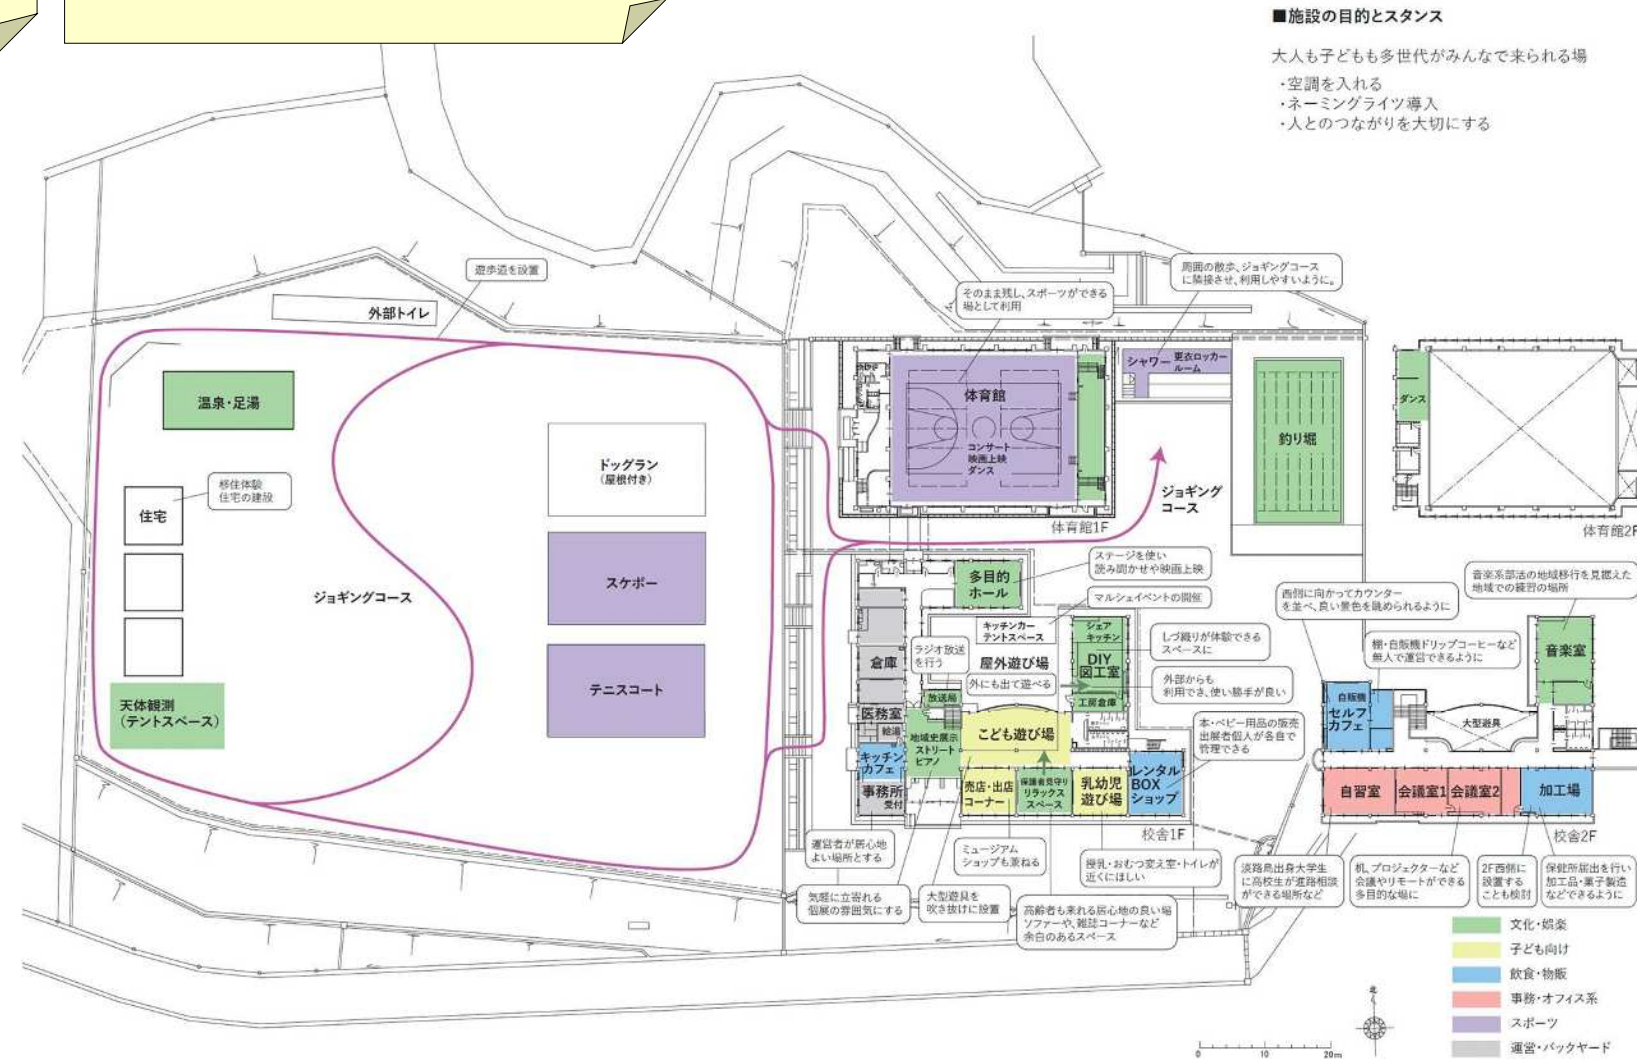 ■施設の目的とスタンス
大人も子どもも多世代がみんなで来られる場
・空調を入れる
・ネーミングライツ導入
・人とのつながりを大切にする
遊歩道を設置
外部トイレ
温泉・足湯
移住体験
住宅の建設
住宅
ジョギングコース
天体観測
(テントスペース)
ドッグラン
(屋根付き)
スケボー
テニスコート
そのまま残し、スポーツができる
場として利用
周囲の散歩、ジョギングコース
に隣接させ、利用しやすいように。
シャワー
更衣ロッカー
ルーム
体育館
コンサート
映画上映
ダンス
体育館1F
ジョギング
コース
釣り堀
ダンス
体育館2F
多目的
ホール
ステージを使い
読み聞かせや映画上映
マルシェイベントの開催
キッチンカー
テントスペース
屋外遊び場
外にも出て遊べる
ラジオ放送
を行う
放送局
シェア
キッチン
DIY
図工室
工房倉庫
しづ織りが体験できる
スペースに
外部からも
利用でき、使い勝手が良い
本・ベビー用品の販売
出展者個人が各自で
管理できる
倉庫
医務室
給湯
キッチン
カフェ
事務所
受付
地域史展示
ストリート
ピアノ
こども遊び場
売店・出店
コーナー
保護者見守り
リラックス
スペース
乳幼児
遊び場
レンタル
BOX
ショップ
校舎1F
運営者が居心地
よい場所とする
気軽に立寄れる
個展の雰囲気にする
大型遊具を
吹き抜けに設置
ミュージアム
ショップも兼ねる
高齢者も来れる居心地の良い場
ソファーや、雑誌コーナーなど
余白のあるスペース
授乳・おむつ変え室・トイレが
近くにほしい
西側に向かってカウンター
を並べ、良い景色を眺められるように
音楽系部活の地域移行を見据えた
地域での練習の場所
棚・自販機ドリップコーヒーなど
無人で運営できるように
自販機
セルフ
カフェ
大型遊具
音楽室
自習室
会議室1
会議室2
加工場
校舎2F
淡路島出身大学生
に高校生が進路相談
ができる場所など
机、プロジェクターなど
会議やリモートができる
多目的な場に
2F西側に
設置する
ことも検討
保健所届出を行い
加工品・菓子製造
などできるように
文化・娯楽
子ども向け
飲食・物販
事務・オフィス系
スポーツ
運営・バックヤード
北
0 10 20m